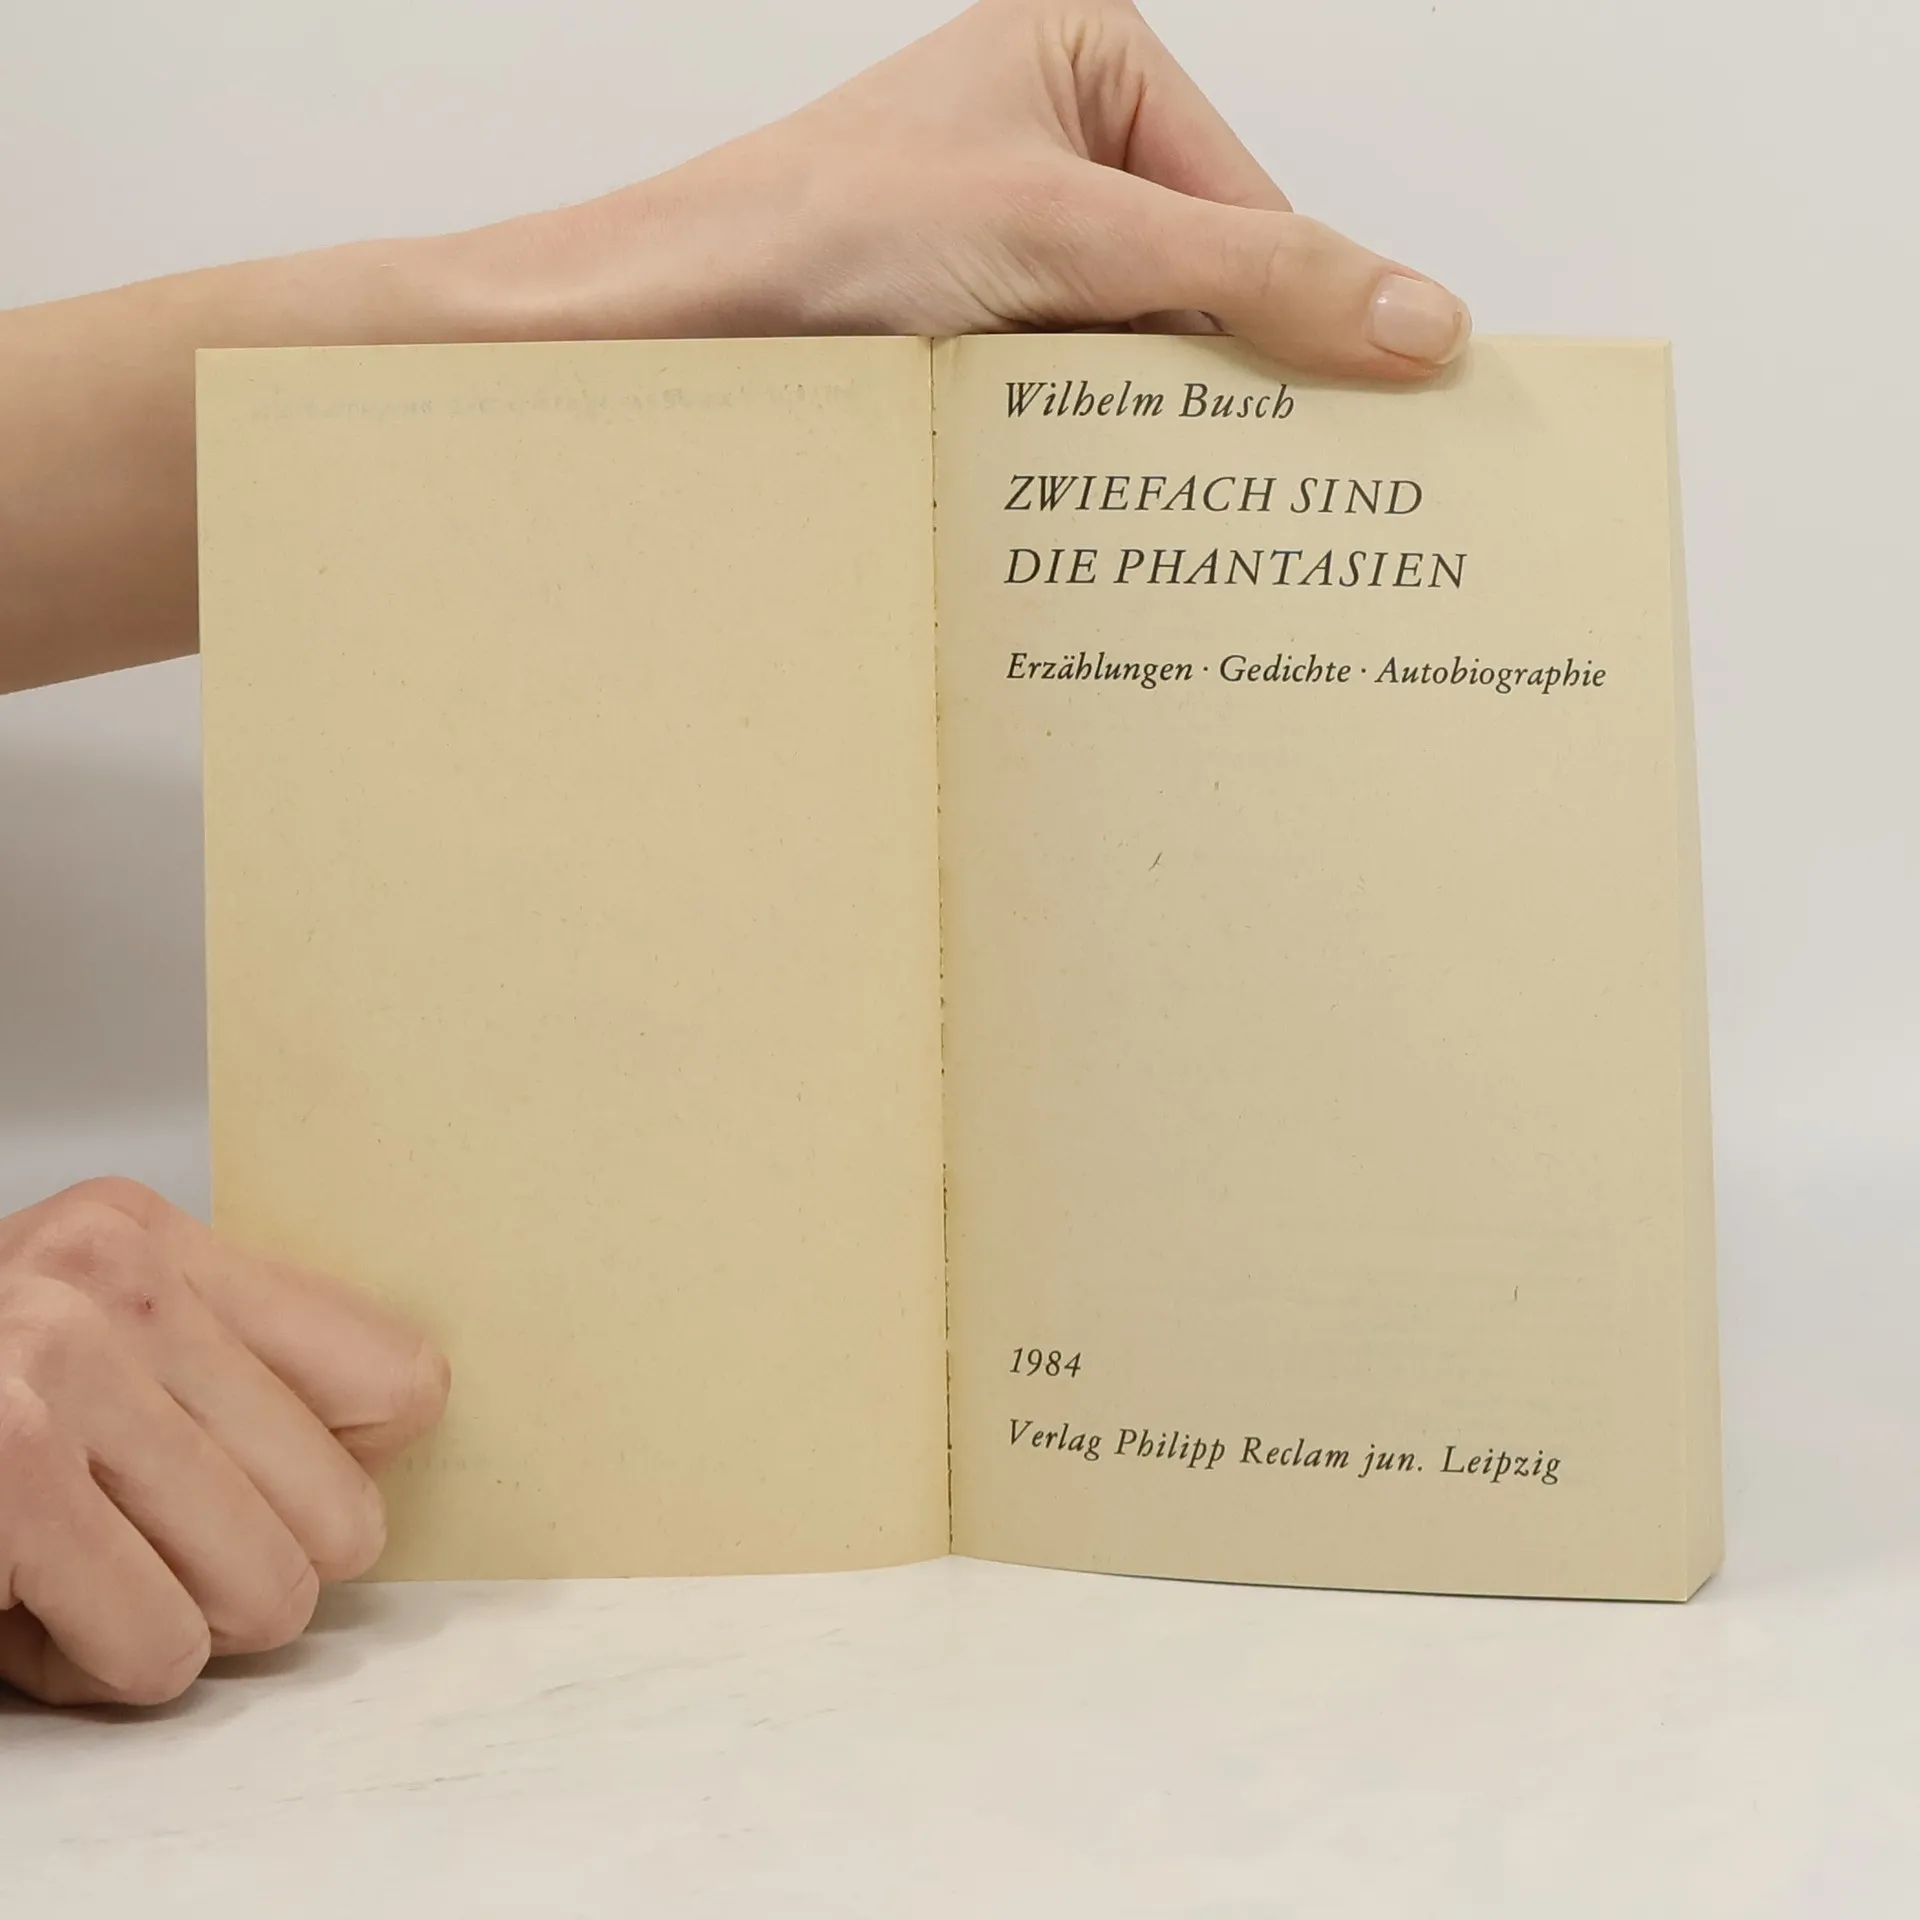 Wilhelm Busch
ZWIEFACH SIND
DIE PHANTASIEN
Erzählungen · Gedichte · Autobiographie
1984
Verlag Philipp Reclam jun. Leipzig